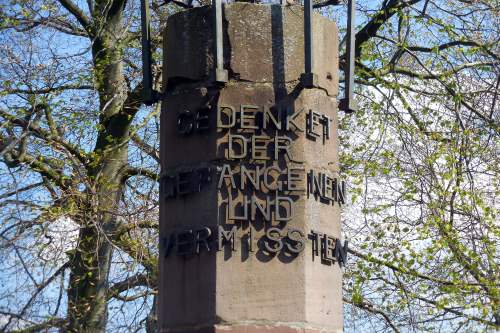 GEDENKET
DER
GEFANGENEN
UND
VERMISSTEN